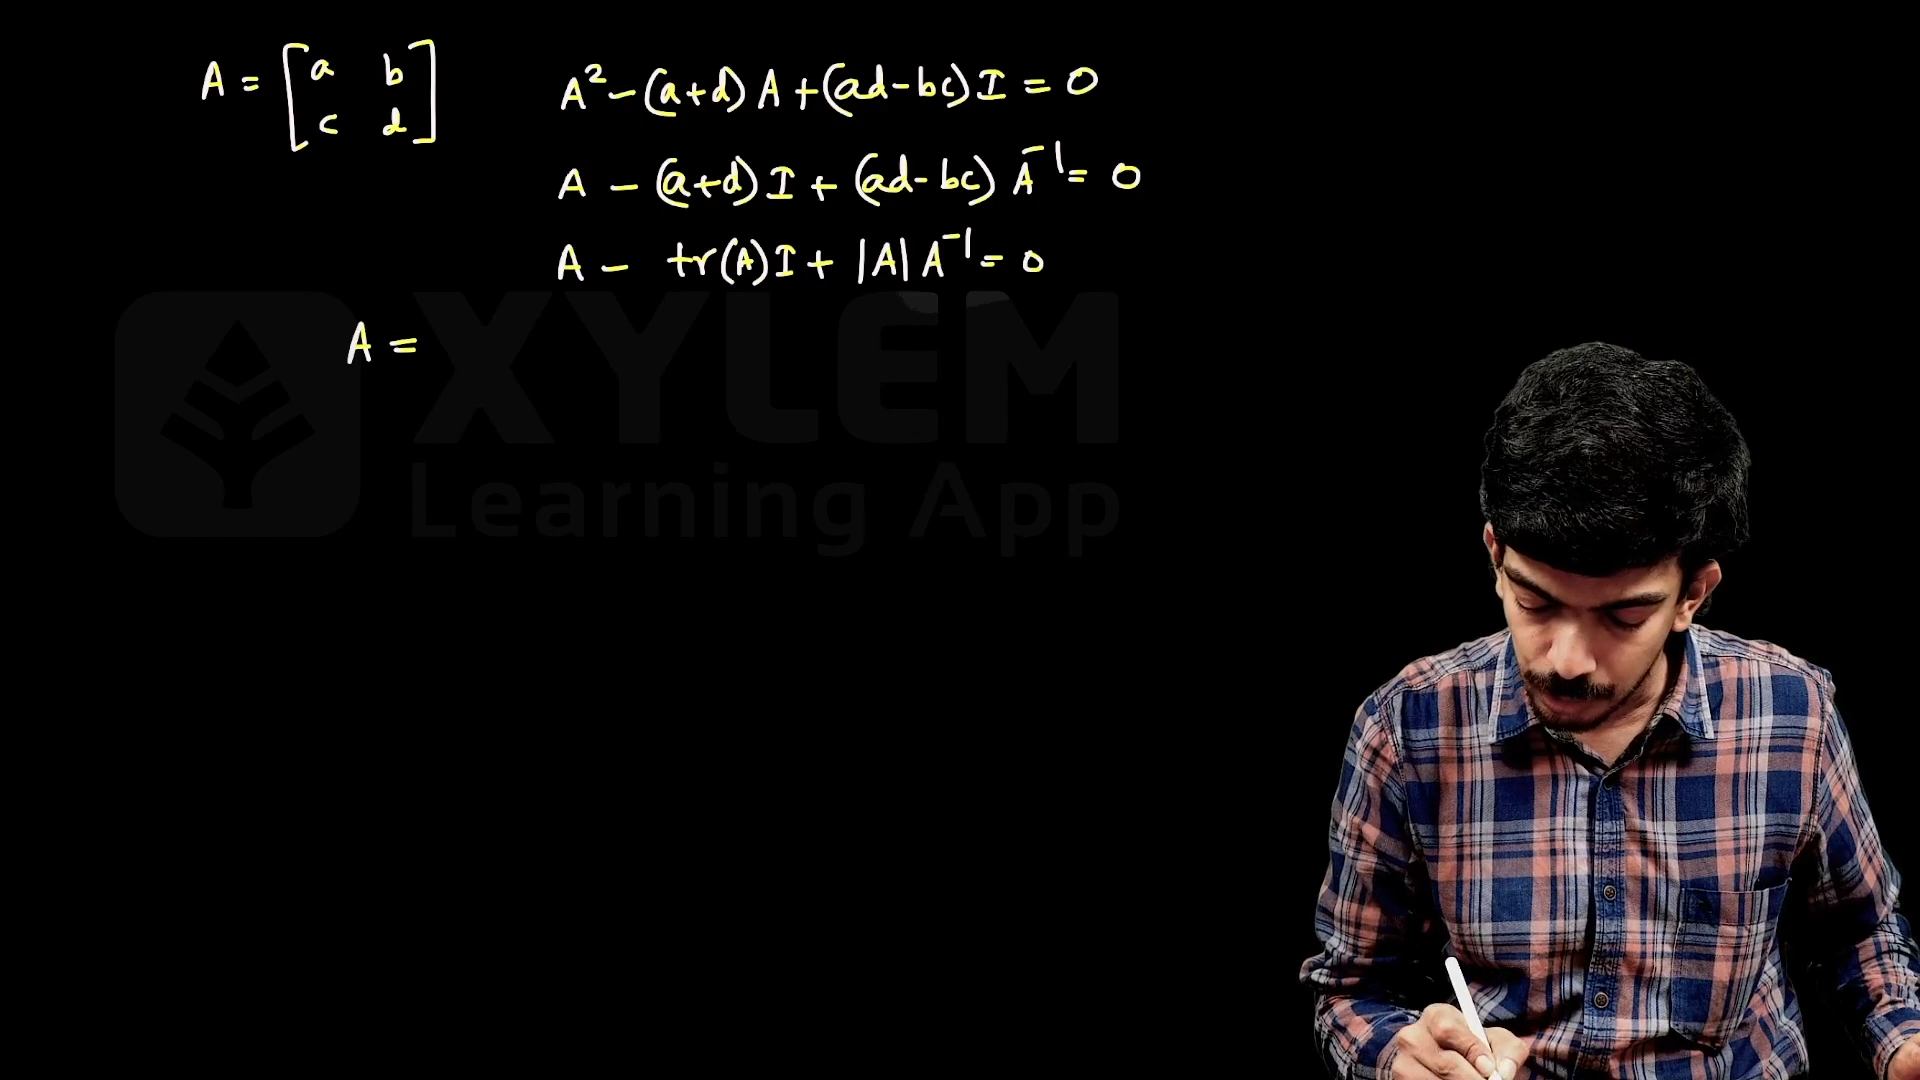 A = [a b
c d]
A² - (a+d) A + (ad-bc) I = 0
A - (a+d) I + (ad-bc) A⁻¹ = 0
A - tr(A) I + |A| A⁻¹ = 0
A =
XYLEM
Learning App